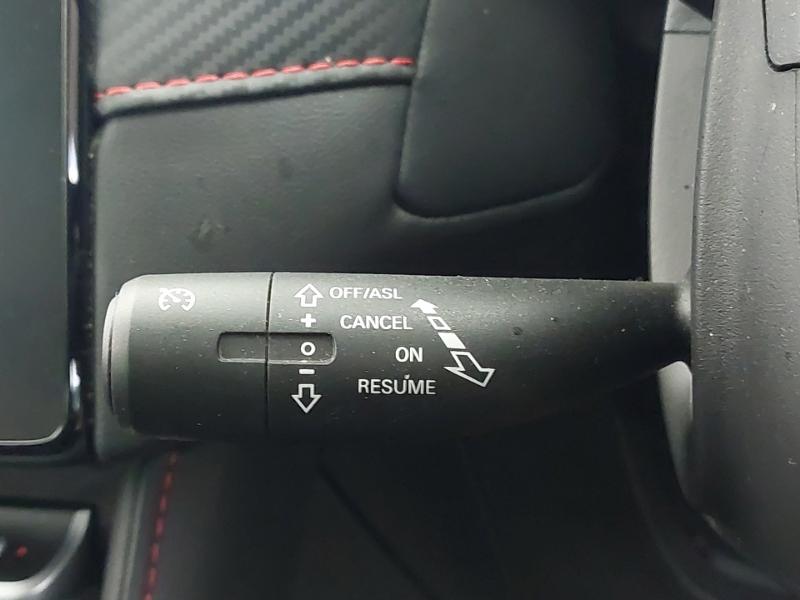 OFF/ASL
+ CANCEL
O ON
- RESUME